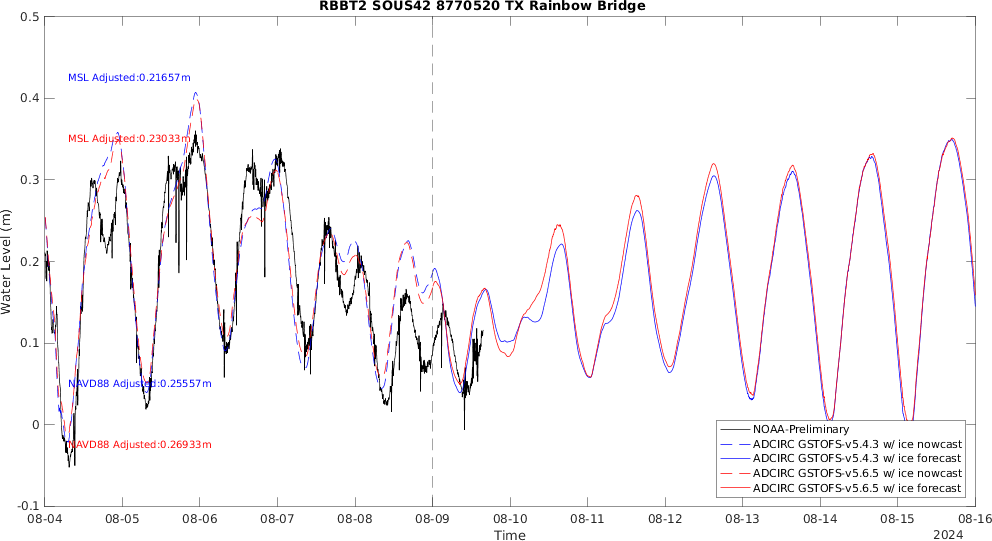 RBBT2 SOUS42 8770520 TX Rainbow Bridge
Water Level (m)
0.5
0.4
0.3
0.2
0.1
0
-0.1
MSL Adjusted:0.21657m
MSL Adjusted:0.23033m
NAVD88 Adjusted:0.25557m
NAVD88 Adjusted:0.26933m
NOAA-Preliminary
ADCIRC GSTOFS-v5.4.3 w/ ice nowcast
ADCIRC GSTOFS-v5.4.3 w/ ice forecast
ADCIRC GSTOFS-v5.6.5 w/ ice nowcast
ADCIRC GSTOFS-v5.6.5 w/ ice forecast
08-04 08-05 08-06 08-07 08-08 08-09 08-10 08-11 08-12 08-13 08-14 08-15 08-16
Time
2024